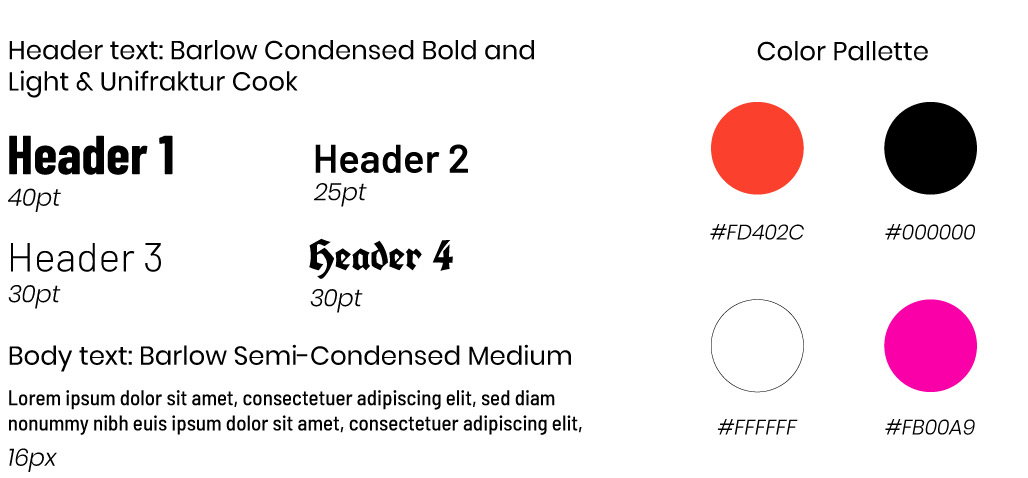 Header text: Barlow Condensed Bold and
Light & Unifraktur Cook
Header 1
40pt
Header 2
25pt
Header 3
30pt
Header 4
30pt
Body text: Barlow Semi-Condensed Medium
Lorem ipsum dolor sit amet, consectetuer adipiscing elit, sed diam
nonummy nibh euis ipsum dolor sit amet, consectetuer adipiscing elit,
16px
Color Pallette
#FD402C
#000000
#FFFFFF
#FB00A9